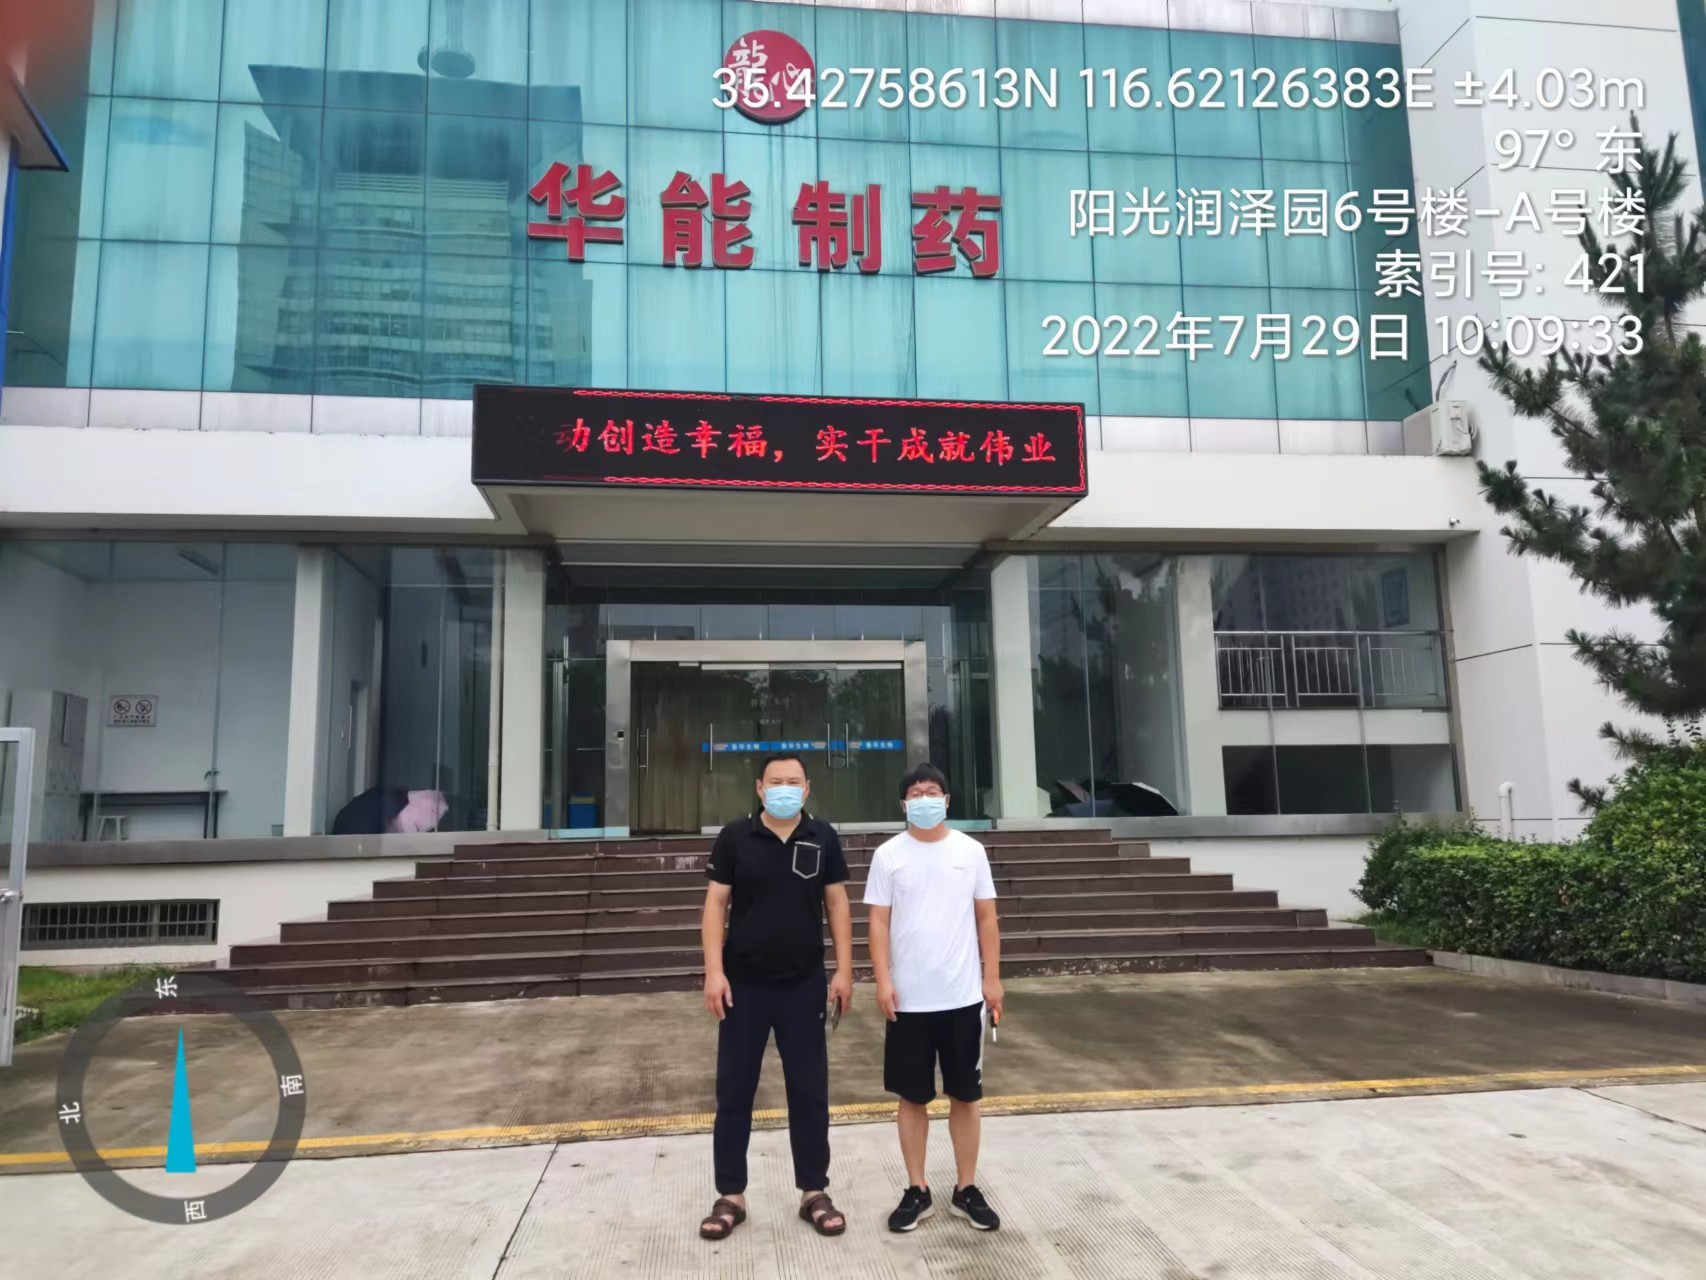 龍心
35.42758613N 116.62126383E ±4.03m
97° 东
阳光润泽园6号楼-A号楼
索引号: 421
2022年7月29日 10:09:33
华能制药
动创造幸福，实干成就伟业
东
南
北
西